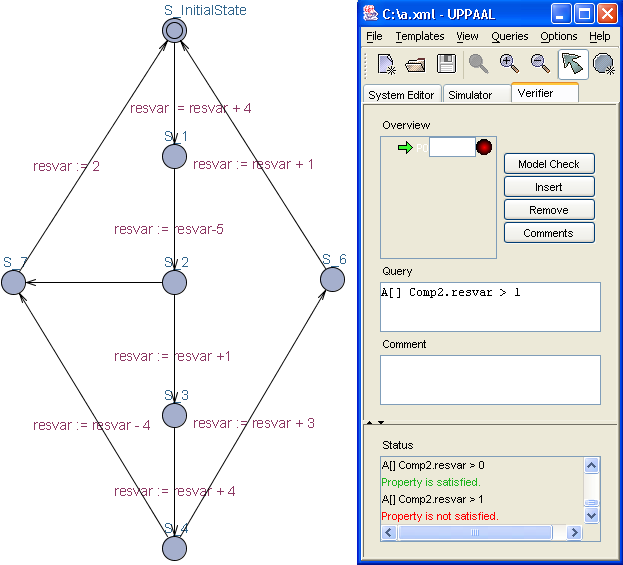 S_InitialState
resvar := resvar + 4
S_1
resvar := 2
resvar := resvar + 1
resvar := resvar-5
S_7
S_2
S_6
resvar := resvar +1
S_3
resvar := resvar - 4
resvar := resvar + 3
resvar := resvar + 4
S_4
C:\a.xml - UPPAAL
File Templates View Queries Options Help
System Editor Simulator Verifier
Overview
Model Check
Insert
Remove
Comments
Query
A[] Comp2.resvar > 1
Comment
Status
A[] Comp2.resvar > 0
Property is satisfied.
A[] Comp2.resvar > 1
Property is not satisfied.